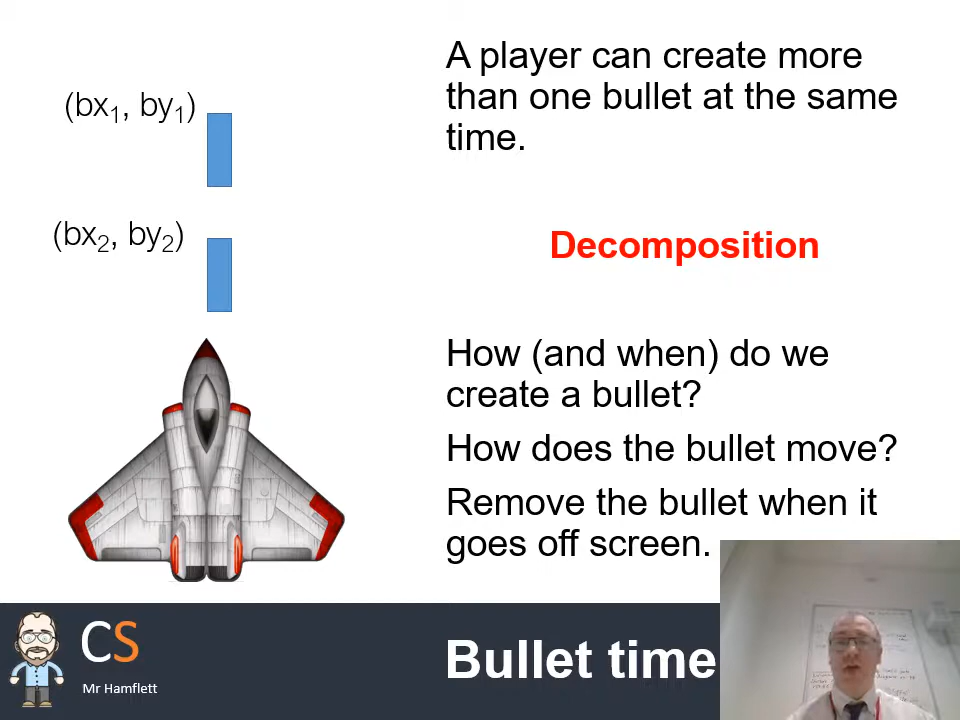 A player can create more
than one bullet at the same
time.
(bx1, by1)
(bx2, by2)
Decomposition
How (and when) do we
create a bullet?
How does the bullet move?
Remove the bullet when it
goes off screen.
CS
Mr Hamflett
Bullet time